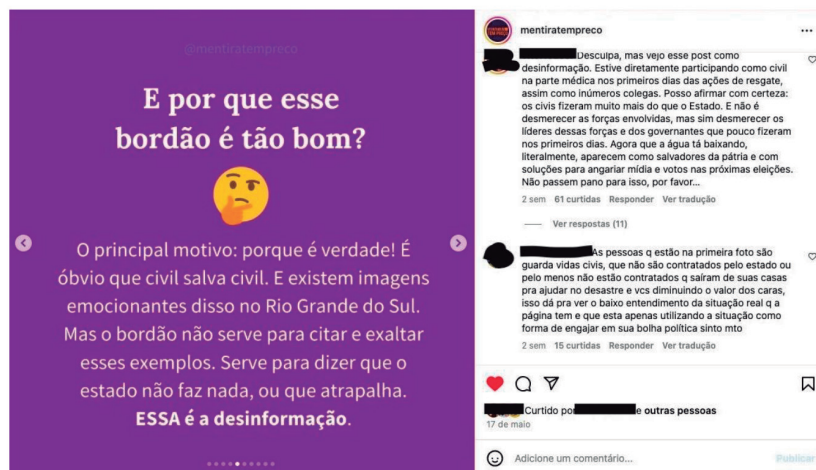 @mentiratempreco
E por que esse
bordão é tão bom?
O principal motivo: porque é verdade! É
óbvio que civil salva civil. E existem imagens
emocionantes disso no Rio Grande do Sul.
Mas o bordão não serve para citar e exaltar
esses exemplos. Serve para dizer que o
estado não faz nada, ou que atrapalha.
ESSA é a desinformação.
mentiratempreco
Desculpa, mas vejo esse post como
desinformação. Estive diretamente participando como civil
na parte médica nos primeiros dias das ações de resgate,
assim como inúmeros colegas. Posso afirmar com certeza:
os civis fizeram muito mais do que o Estado. E não é
desmerecer as forças envolvidas, mas sim desmerecer os
líderes dessas forças e dos governantes que pouco fizeram
nos primeiros dias. Agora que a água tá baixando,
literalmente, aparecem como salvadores da pátria e com
soluções para angariar mídia e votos nas próximas eleições.
Não passem pano para isso, por favor...
2 sem 61 curtidas Responder Ver tradução
Ver respostas (11)
As pessoas q estão na primeira foto são
guarda vidas civis, que não são contratados pelo estado ou
pelo menos não estão contratados q saíram de suas casas
pra ajudar no desastre e vcs diminuindo o valor dos caras,
isso dá pra ver o baixo entendimento da situação real q a
página tem e que esta apenas utilizando a situação como
forma de engajar em sua bolha política sinto mto
2 sem 15 curtidas Responder Ver tradução
Curtido por e outras pessoas
17 de maio
Adicione um comentário...
Publicar